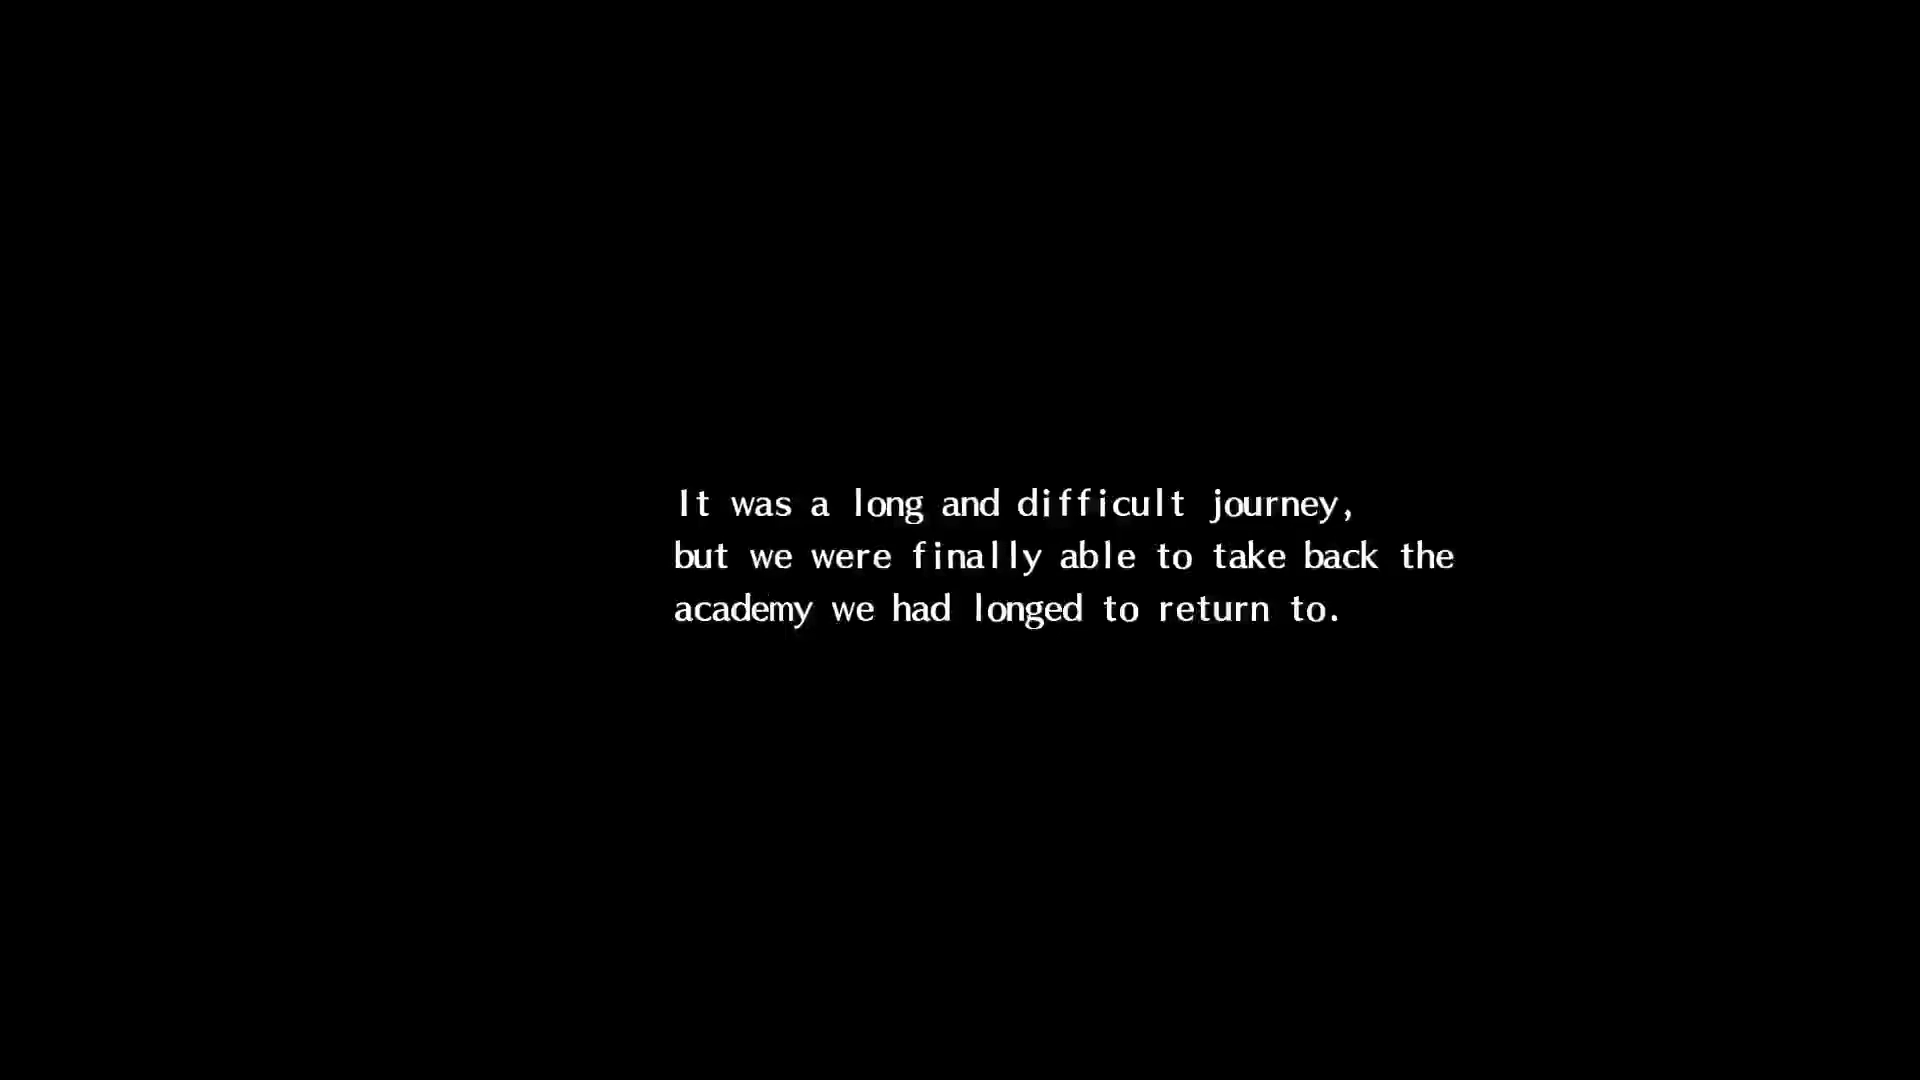 It was a long and difficult journey,
but we were finally able to take back the
academy we had longed to return to.